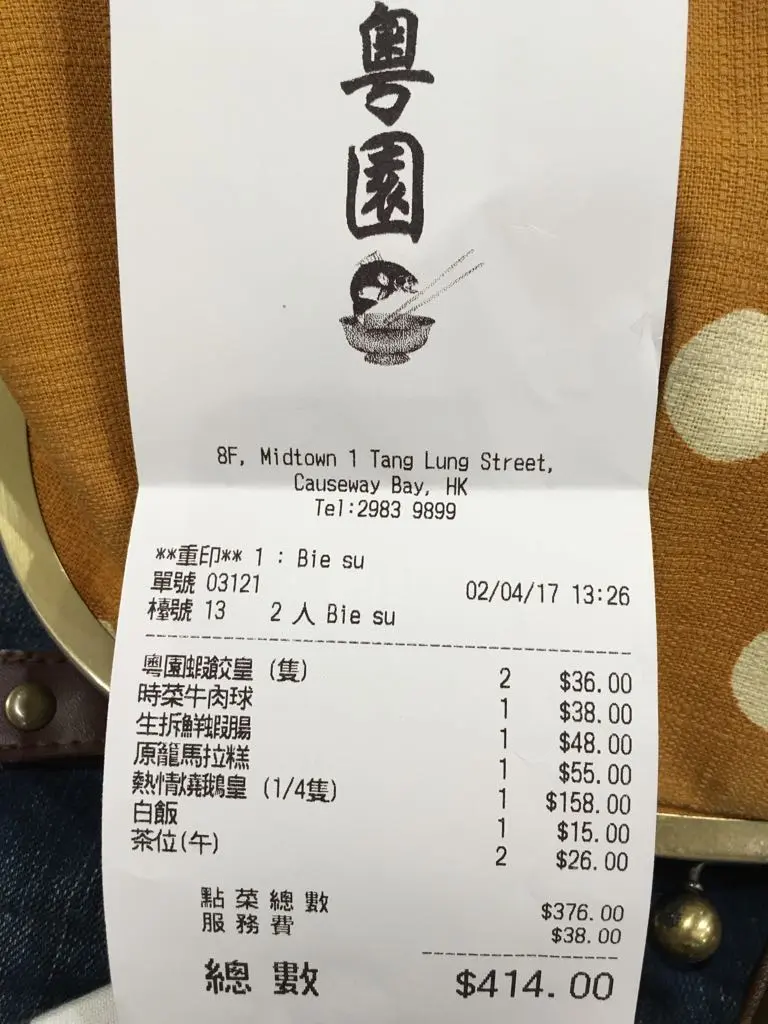 粵園
8F, Midtown 1 Tang Lung Street,
Causeway Bay, HK
Tel:2983 9899
**重印** 1 : Bie su
單號 03121 02/04/17 13:26
檯號 13 2 人 Bie su
粵園蝦餃皇 (隻) 2 $36.00
時菜牛肉球 1 $38.00
生拆鮮蝦腸 1 $48.00
原籠馬拉糕 1 $55.00
熱情燒鵝皇 (1/4隻) 1 $158.00
白飯 1 $15.00
茶位(午) 2 $26.00
點菜總數 $376.00
服務費 $38.00
總數 $414.00